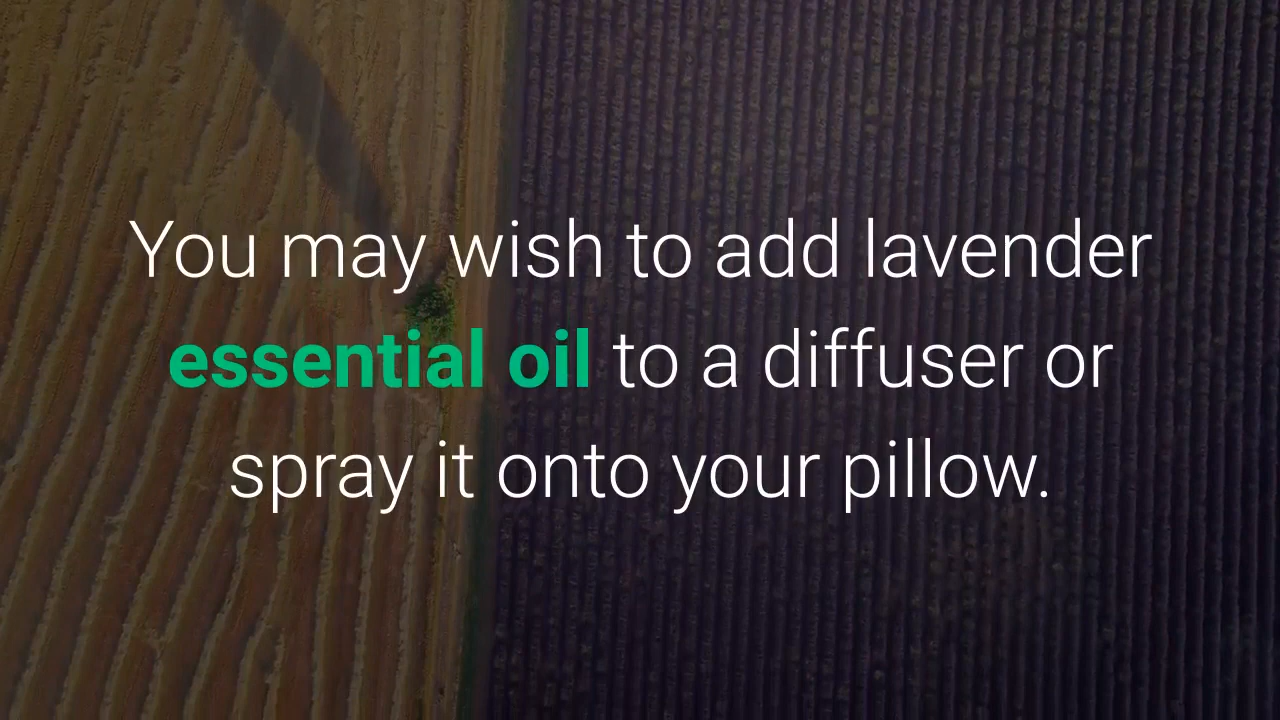 You may wish to add lavender
essential oil to a diffuser or
spray it onto your pillow.